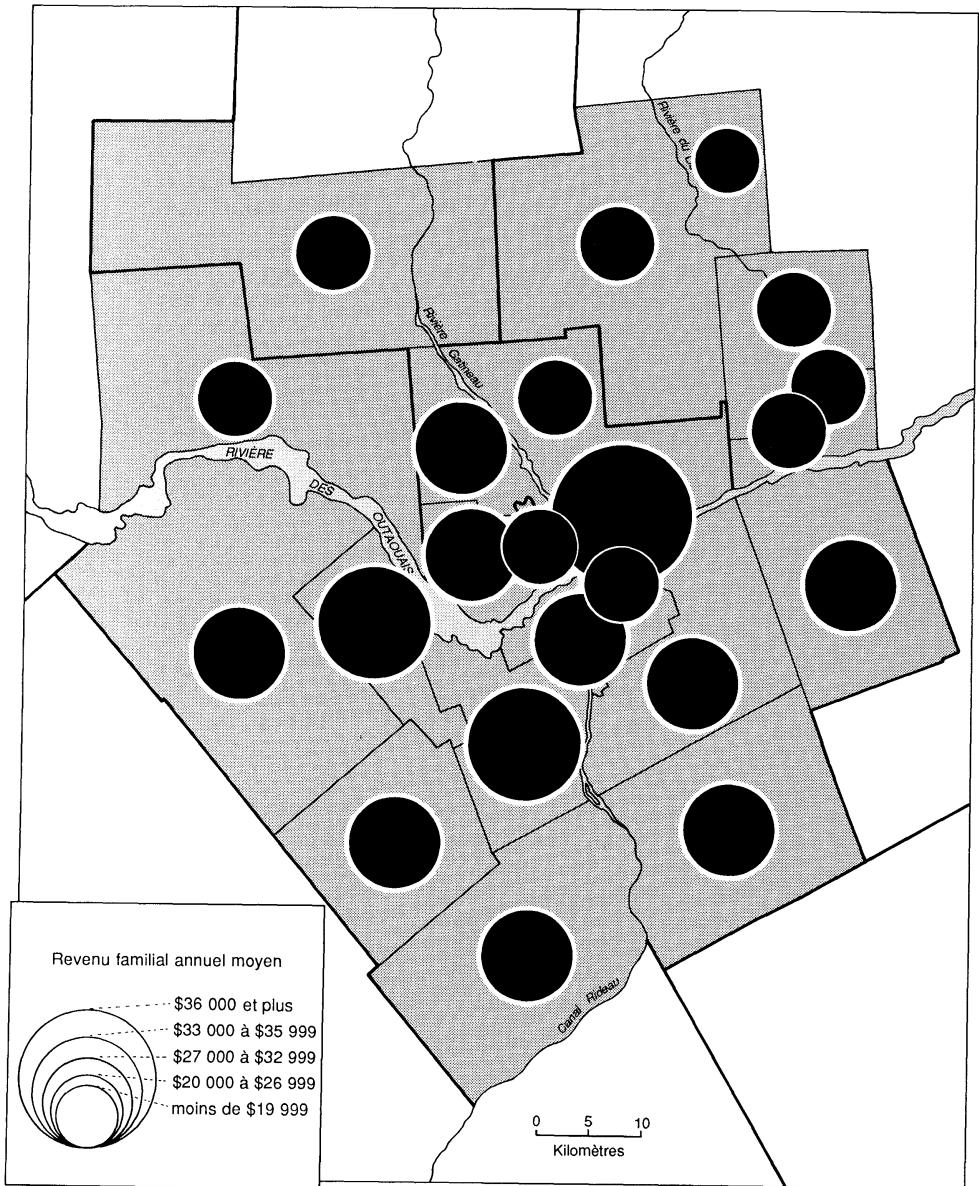 Rivière du
Rivière Gatineau
RIVIÈRE
DES
OUTAOUAIS
Canal Rideau
Revenu familial annuel moyen
$36 000 et plus
$33 000 à $35 999
$27 000 à $32 999
$20 000 à $26 999
moins de $19 999
0 5 10
Kilomètres